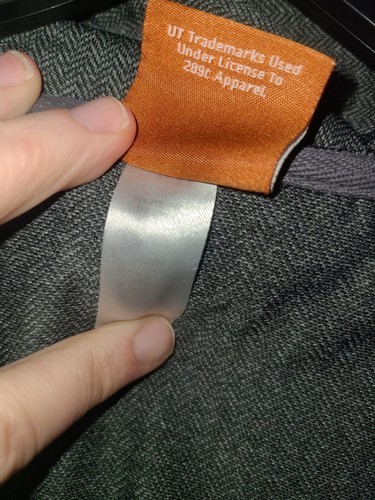 UT Trademarks Used
Under License To
289c Apparel,